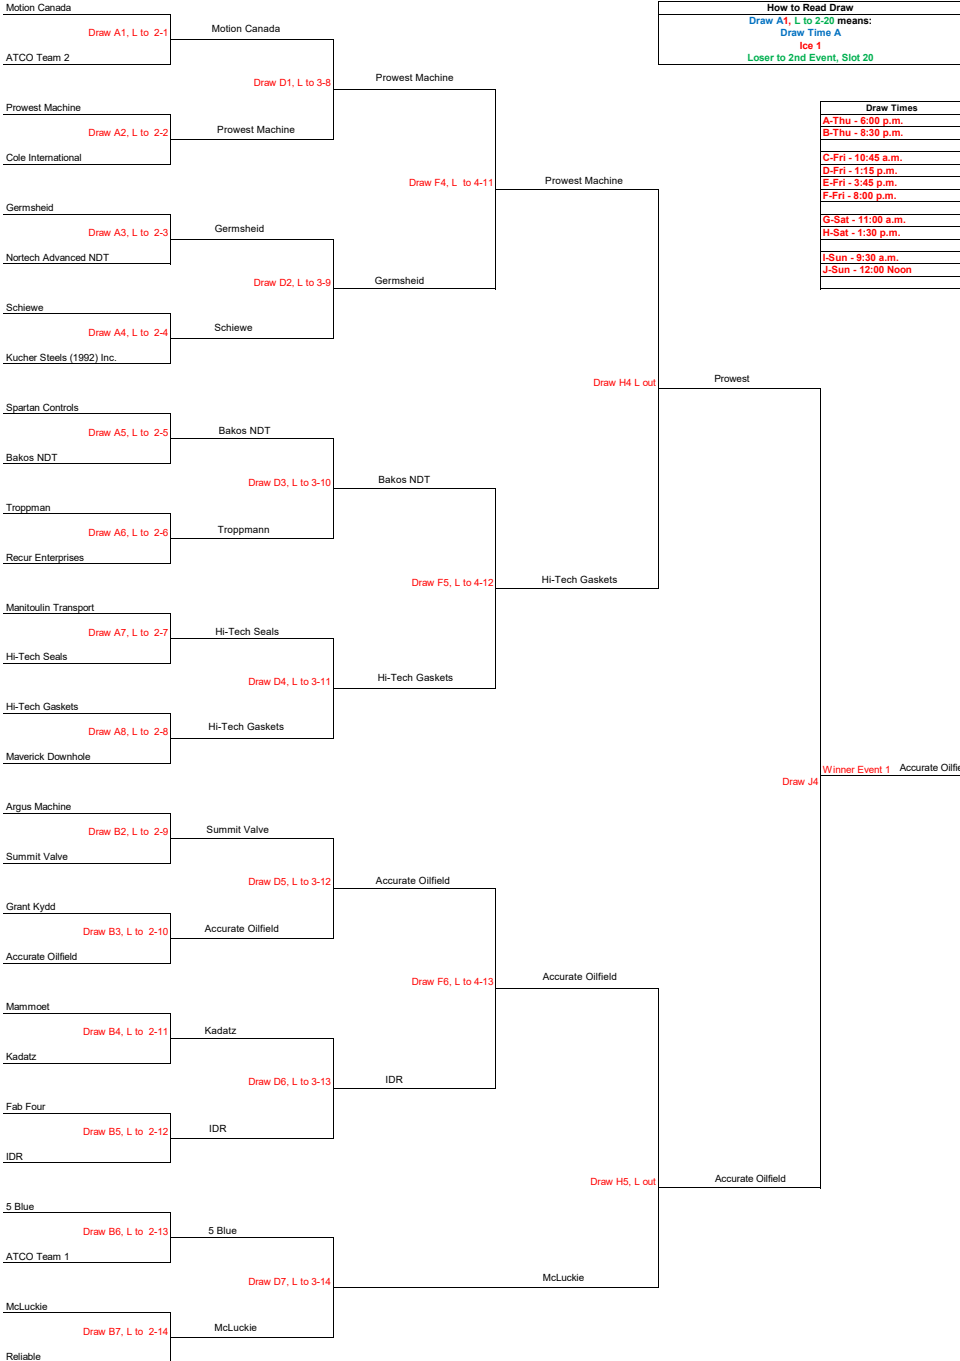 Motion Canada
How to Read Draw
Draw A1, L to 2-20 means:
Draw A1, L to  2-1
Motion Canada
Draw Time A
Ice 1
ATCO Team 2
Loser to 2nd Event, Slot 20
Draw D1, L to 3-8
Prowest Machine
Prowest Machine
Draw Times
A-Thu - 6:00 p.m.
Draw A2, L to  2-2
Prowest Machine
B-Thu - 8:30 p.m.
Cole International
C-Fri - 10:45 a.m.
D-Fri - 1:15 p.m.
Draw F4, L  to 4-11
Prowest Machine
E-Fri - 3:45 p.m.
F-Fri - 8:00 p.m.
Germsheid
G-Sat - 11:00 a.m.
Draw A3, L to  2-3
Germsheid
H-Sat - 1:30 p.m.
Nortech Advanced NDT
I-Sun - 9:30 a.m.
J-Sun - 12:00 Noon
Draw D2, L to 3-9
Germsheid
Schiewe
Draw A4, L to  2-4
Schiewe
Kucher Steels (1992) Inc.
Draw H4 L out
Prowest
Spartan Controls
Draw A5, L to  2-5
Bakos NDT
Bakos NDT
Draw D3, L to 3-10
Bakos NDT
Troppman
Draw A6, L to  2-6
Troppmann
Recur Enterprises
Draw F5, L to 4-12
Hi-Tech Gaskets
Manitoulin Transport
Draw A7, L to  2-7
Hi-Tech Seals
Hi-Tech Seals
Draw D4, L to 3-11
Hi-Tech Gaskets
Hi-Tech Gaskets
Draw A8, L to  2-8
Hi-Tech Gaskets
Maverick Downhole
Winner Event 1
Accurate Oilfie
Draw J4
Argus Machine
Draw B2, L to  2-9
Summit Valve
Summit Valve
Draw D5, L to 3-12
Accurate Oilfield
Grant Kydd
Draw B3, L to  2-10
Accurate Oilfield
Accurate Oilfield
Draw F6, L to 4-13
Accurate Oilfield
Mammoet
Draw B4, L to  2-11
Kadatz
Kadatz
Draw D6, L to 3-13
IDR
Fab Four
Draw B5, L to  2-12
IDR
IDR
Draw H5, L out
Accurate Oilfield
5 Blue
Draw B6, L to  2-13
5 Blue
ATCO Team 1
Draw D7, L to 3-14
McLuckie
McLuckie
Draw B7, L to  2-14
McLuckie
Reliable